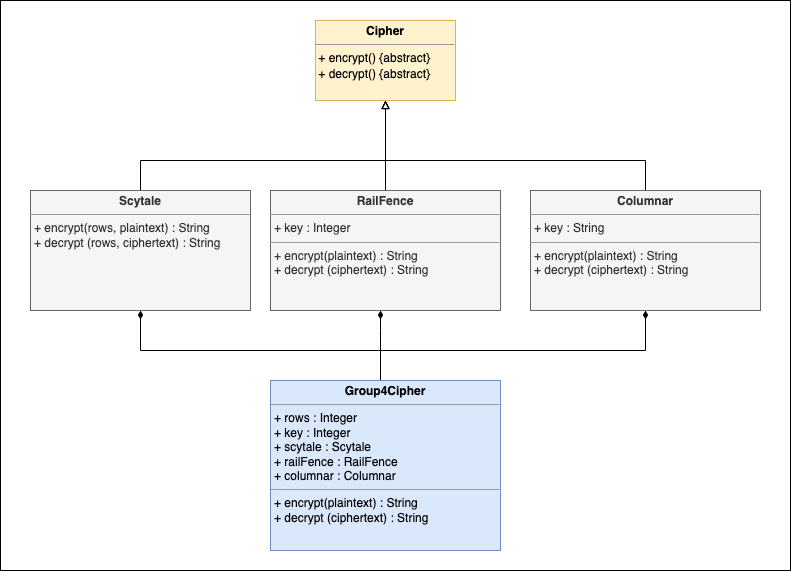 Cipher
+ encrypt() {abstract}
+ decrypt() {abstract}
Scytale
+ encrypt(rows, plaintext) : String
+ decrypt (rows, ciphertext) : String
RailFence
+ key : Integer
+ encrypt(plaintext) : String
+ decrypt (ciphertext) : String
Columnar
+ key : String
+ encrypt(plaintext) : String
+ decrypt (ciphertext) : String
Group4Cipher
+ rows : Integer
+ key : Integer
+ scytale : Scytale
+ railFence : RailFence
+ columnar : Columnar
+ encrypt(plaintext) : String
+ decrypt (ciphertext) : String